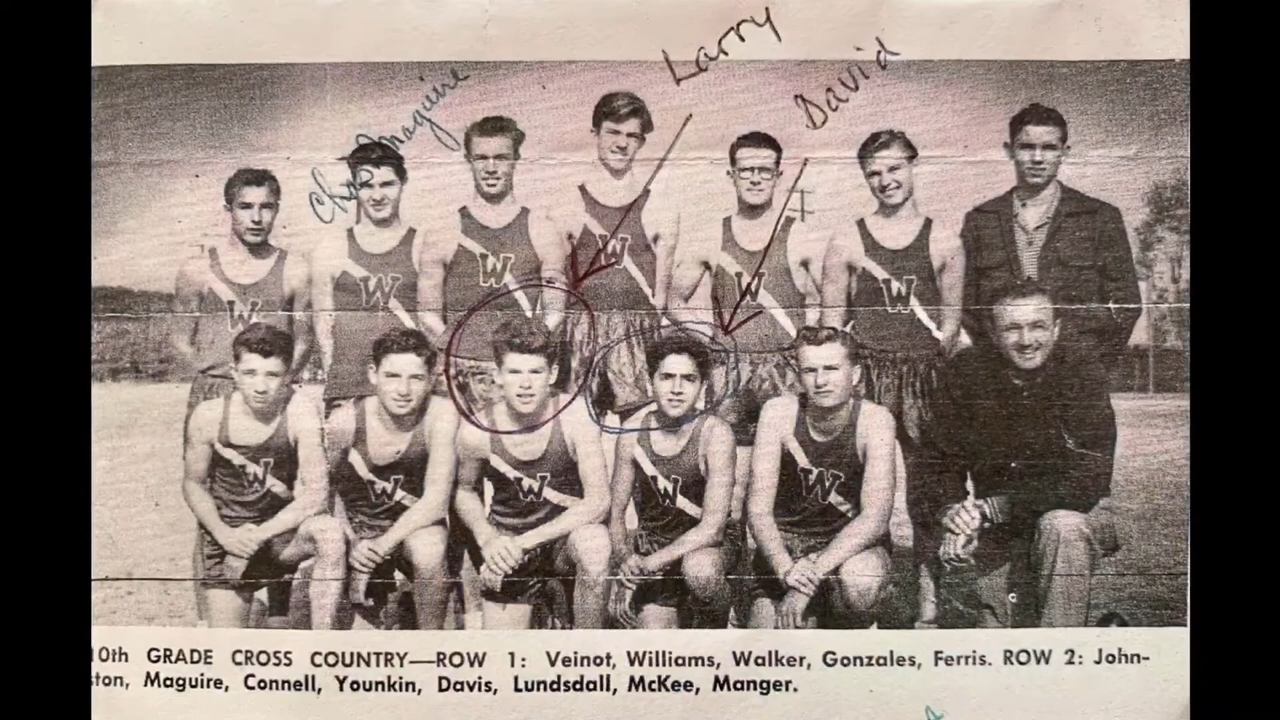 Larry
David
Maguire
W W W W W W
W W W W W
10th GRADE CROSS COUNTRY—ROW 1: Veinot, Williams, Walker, Gonzales, Ferris. ROW 2: John-
ston, Maguire, Connell, Younkin, Davis, Lundsdall, McKee, Manger.